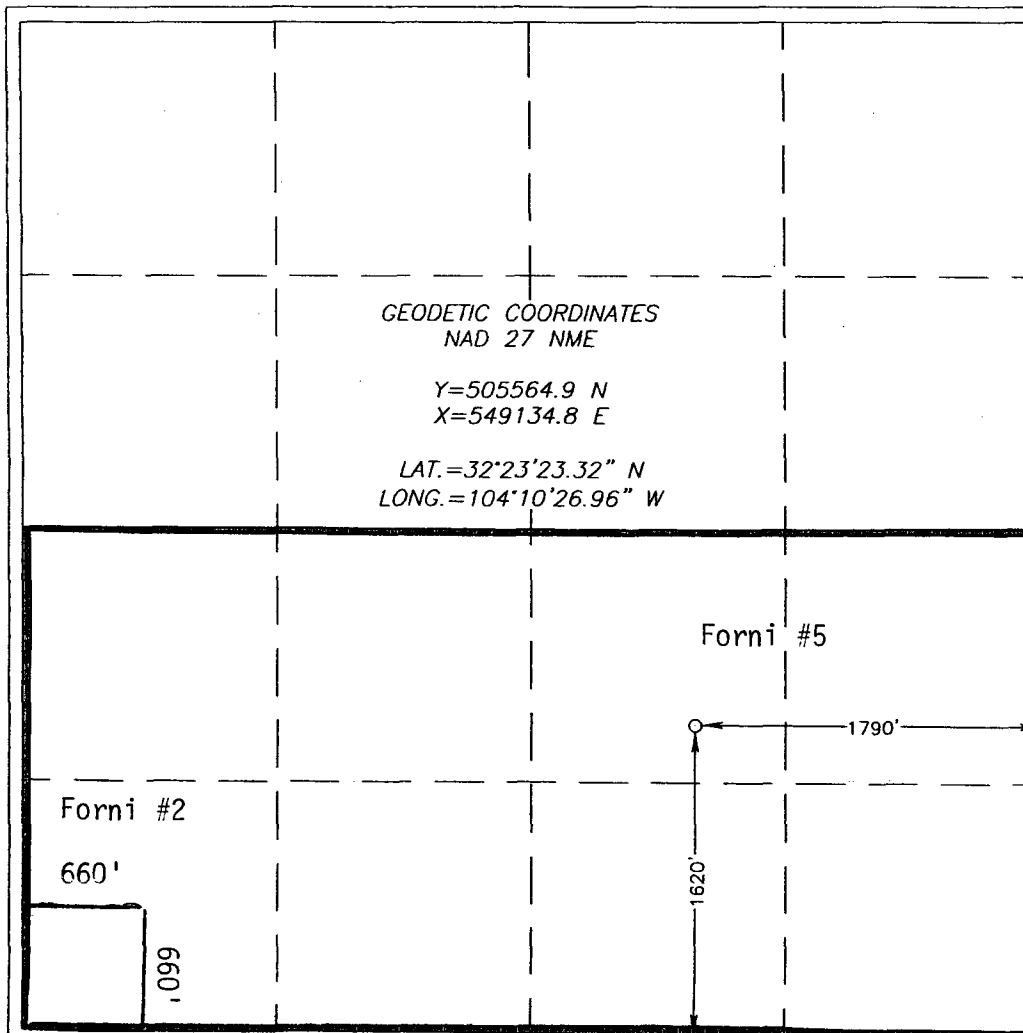 GEODETIC COORDINATES
NAD 27 NME
Y=505564.9 N
X=549134.8 E
LAT.=32°23'23.32" N
LONG.=104°10'26.96" W
Forni #5
1790'
1620'
Forni #2
660'
660'